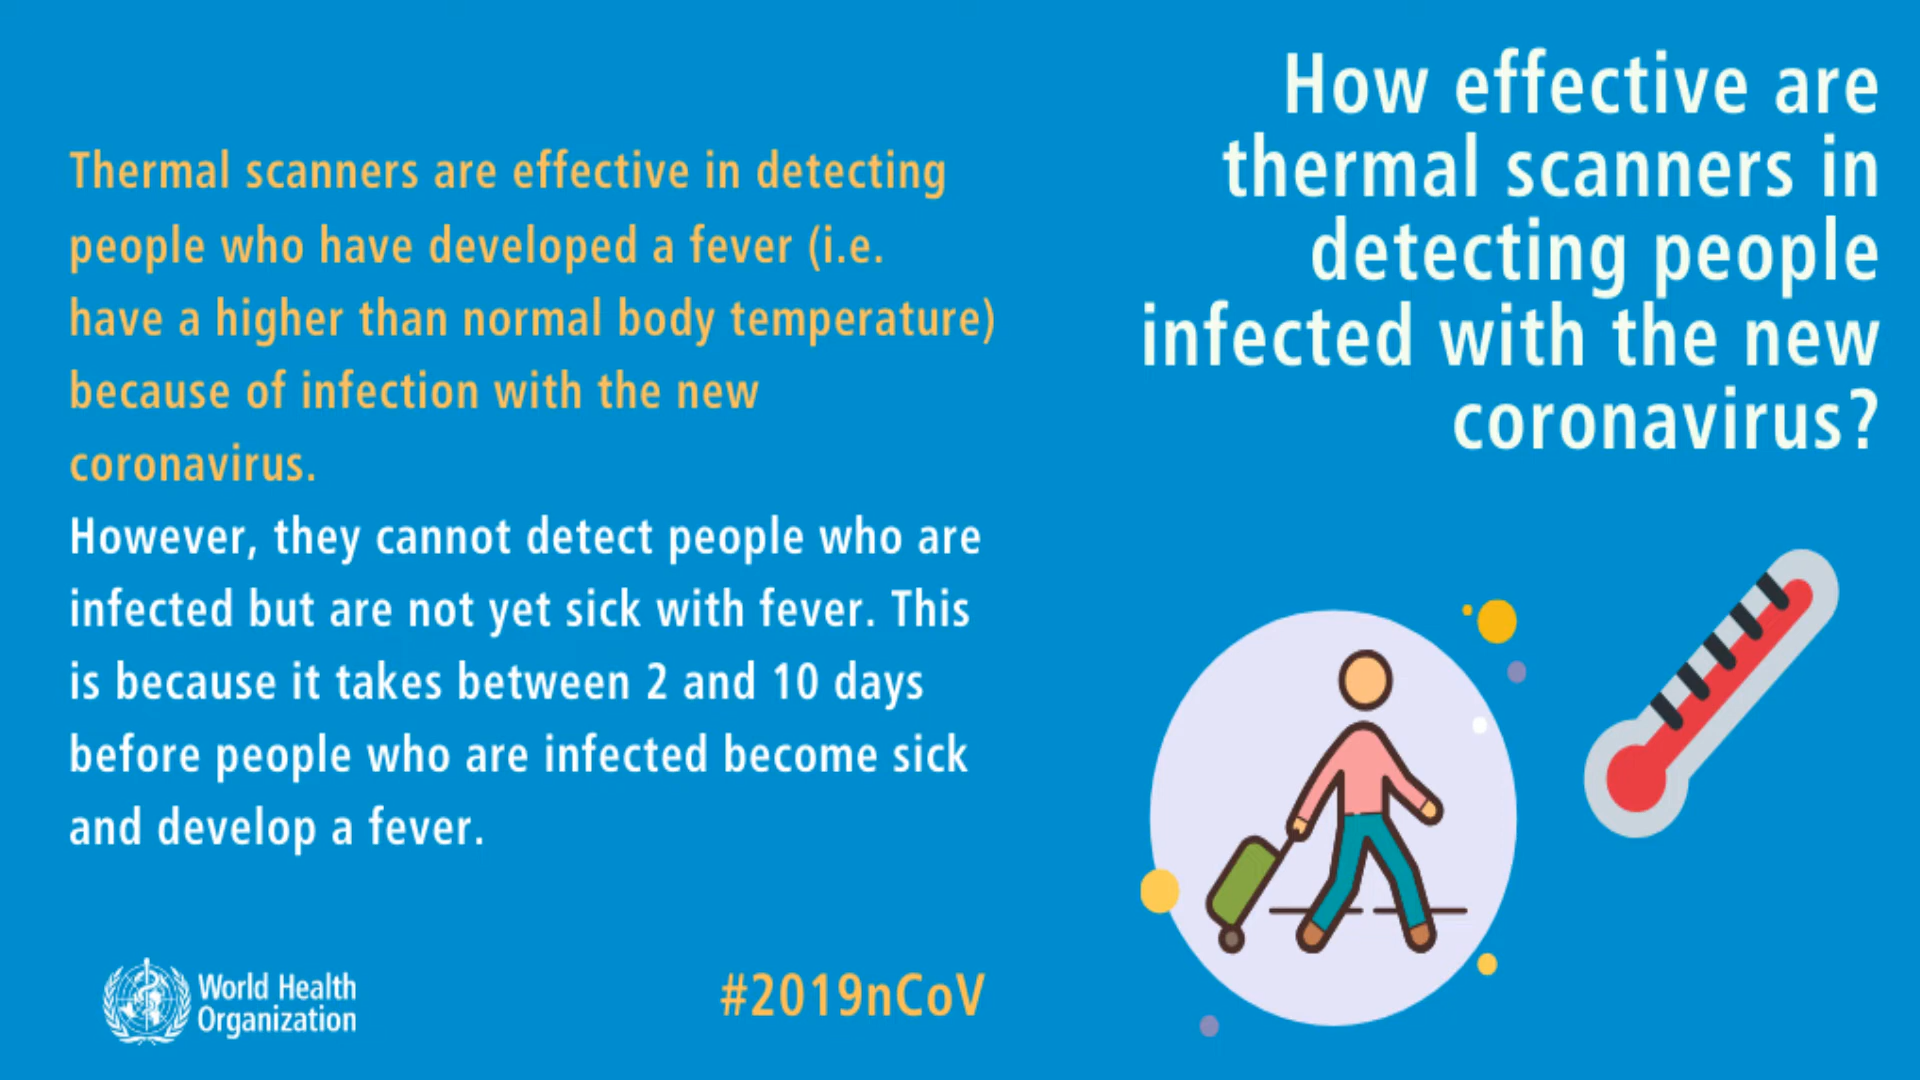 How effective are
thermal scanners in
detecting people
infected with the new
coronavirus?
Thermal scanners are effective in detecting
people who have developed a fever (i.e.
have a higher than normal body temperature)
because of infection with the new
coronavirus.
However, they cannot detect people who are
infected but are not yet sick with fever. This
is because it takes between 2 and 10 days
before people who are infected become sick
and develop a fever.
World Health
Organization
#2019nCoV